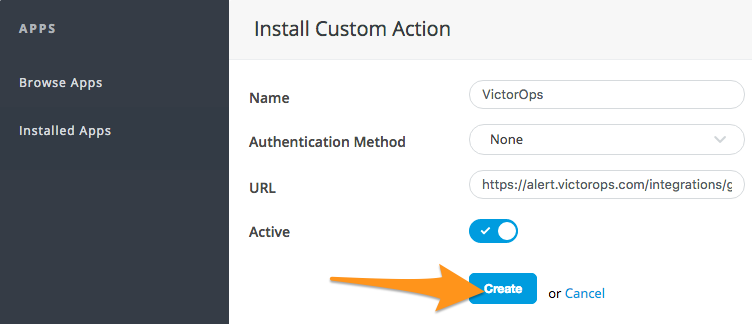 APPS
Browse Apps
Installed Apps
Install Custom Action
Name VictorOps
Authentication Method None
URL https://alert.victorops.com/integrations/g
Active
Create or Cancel